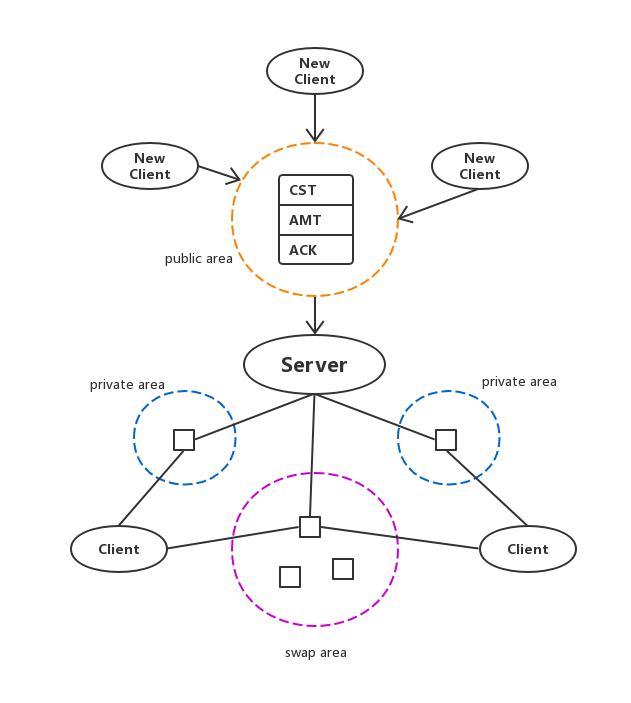 New
Client
New
Client
New
Client
CST
AMT
ACK
public area
Server
private area
private area
Client
Client
swap area